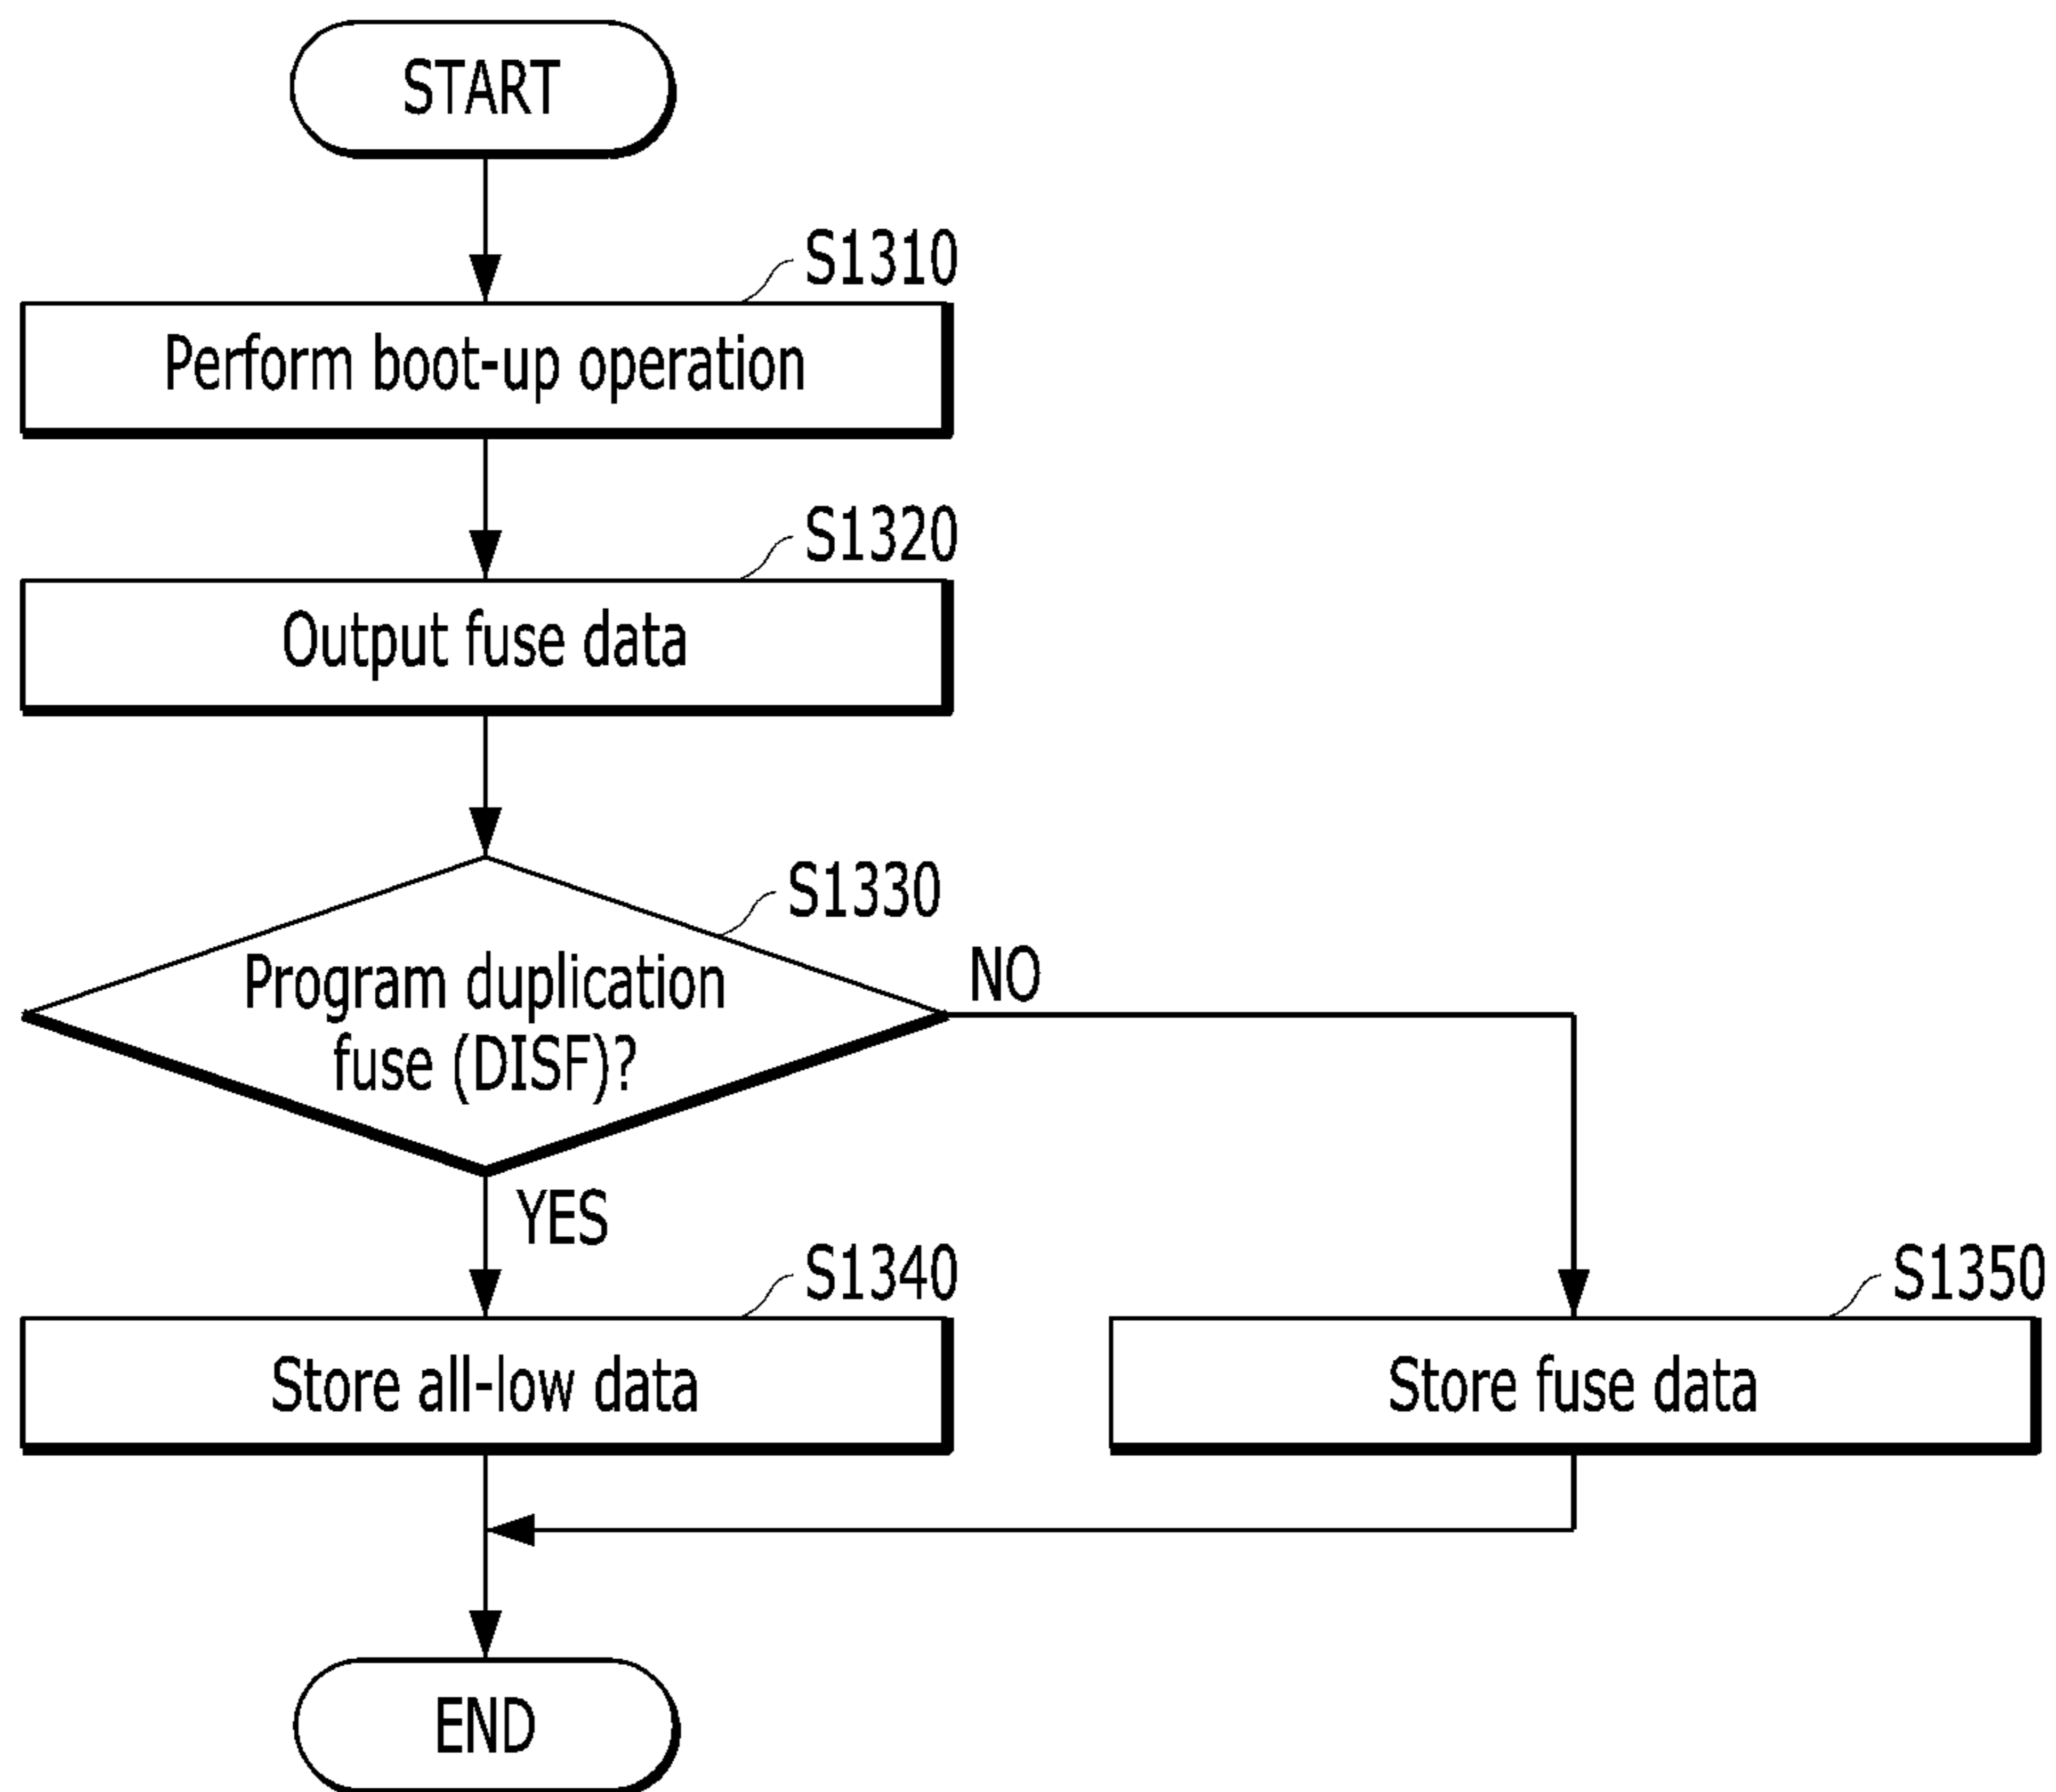 START
S1310
Perform boot-up operation
S1320
Output fuse data
S1330
Program duplication
fuse (DISF)?
NO
YES
S1340
Store all-low data
S1350
Store fuse data
END